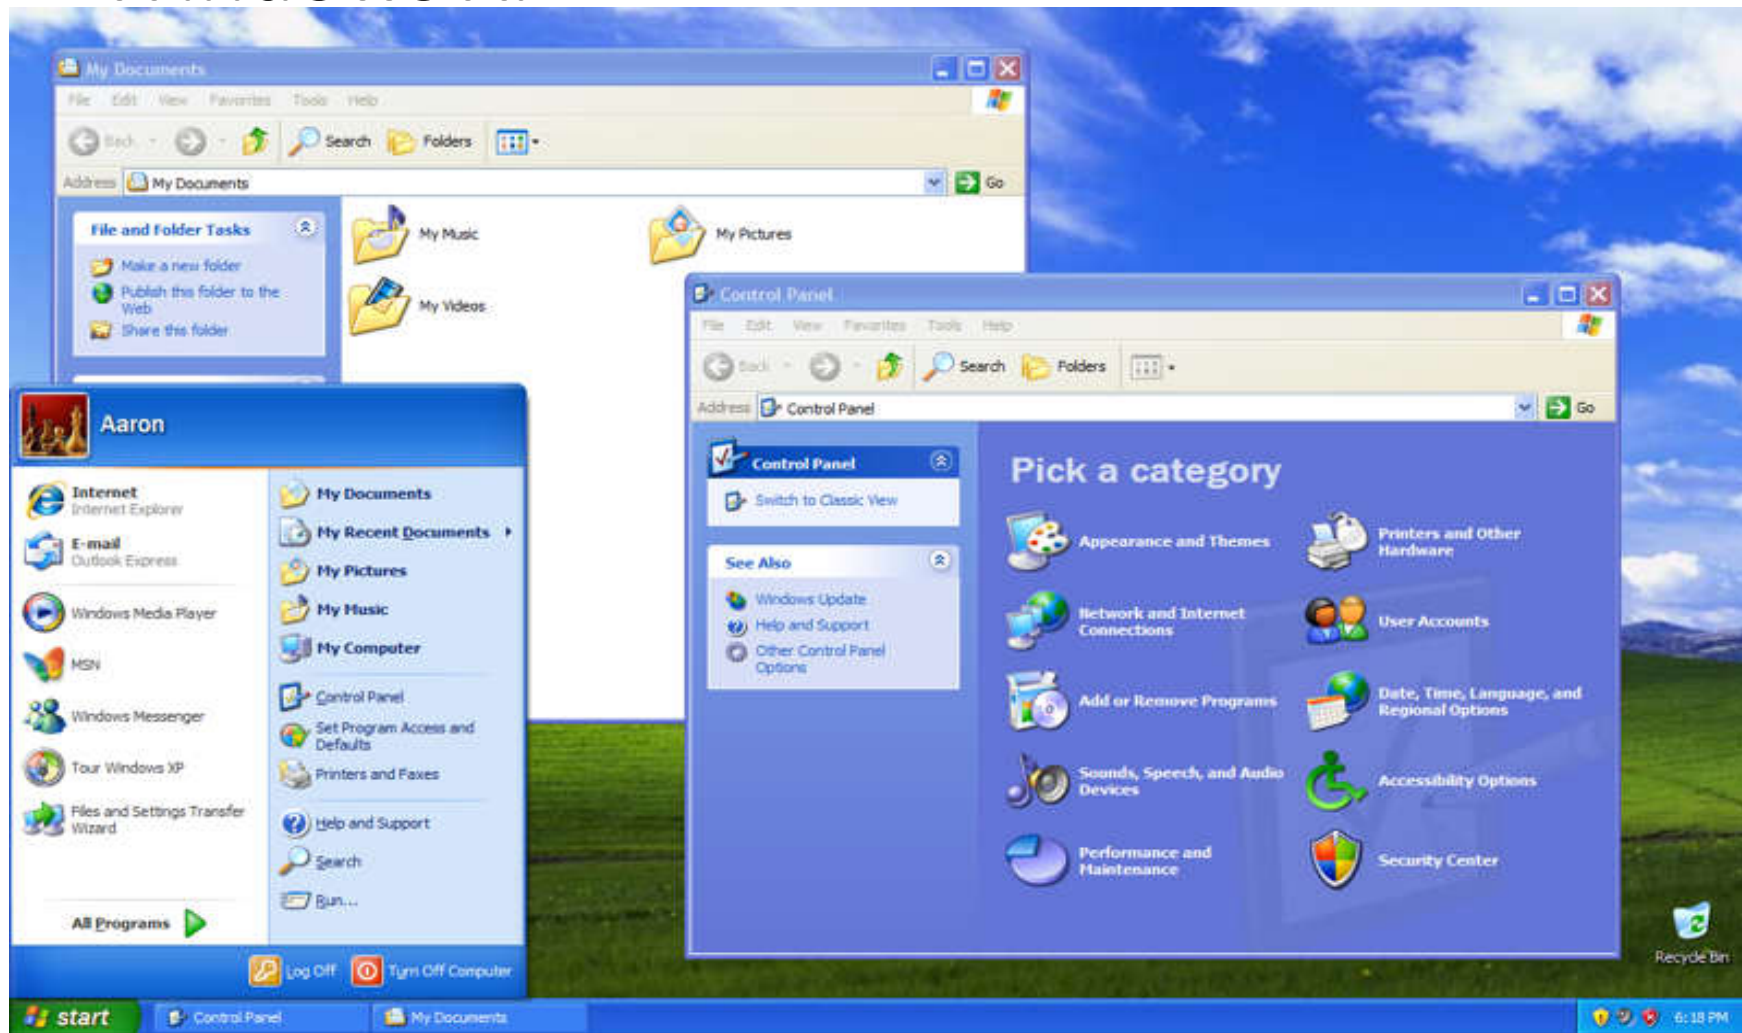 My Documents
File Edit View Favorites Tools Help
Back Search Folders
Address My Documents Go
File and Folder Tasks
Make a new folder
Publish this folder to the
Web
Share this folder
My Music
My Pictures
My Videos
Control Panel
File Edit View Favorites Tools Help
Back Search Folders
Address Control Panel Go
Control Panel
Switch to Classic View
See Also
Windows Update
Help and Support
Other Control Panel
Options
Pick a category
Appearance and Themes
Printers and Other
Hardware
Network and Internet
Connections
User Accounts
Add or Remove Programs
Date, Time, Language, and
Regional Options
Sounds, Speech, and Audio
Devices
Accessibility Options
Performance and
Maintenance
Security Center
Aaron
Internet
Internet Explorer
E-mail
Outlook Express
Windows Media Player
MSN
Windows Messenger
Tour Windows XP
Files and Settings Transfer
Wizard
All Programs
My Documents
My Recent Documents
My Pictures
My Music
My Computer
Control Panel
Set Program Access and
Defaults
Printers and Faxes
Help and Support
Search
Run...
Log Off
Turn Off Computer
Recycle Bin
start
Control Panel
My Documents
6:18 PM